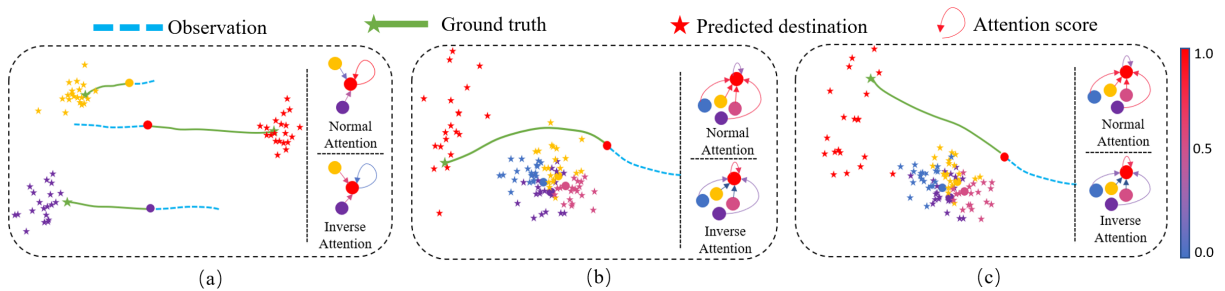 Observation
Ground truth
Predicted destination
Attention score
Normal
Attention
Inverse
Attention
(a)
Normal
Attention
Inverse
Attention
(b)
Normal
Attention
Inverse
Attention
(c)
1.0
0.5
0.0